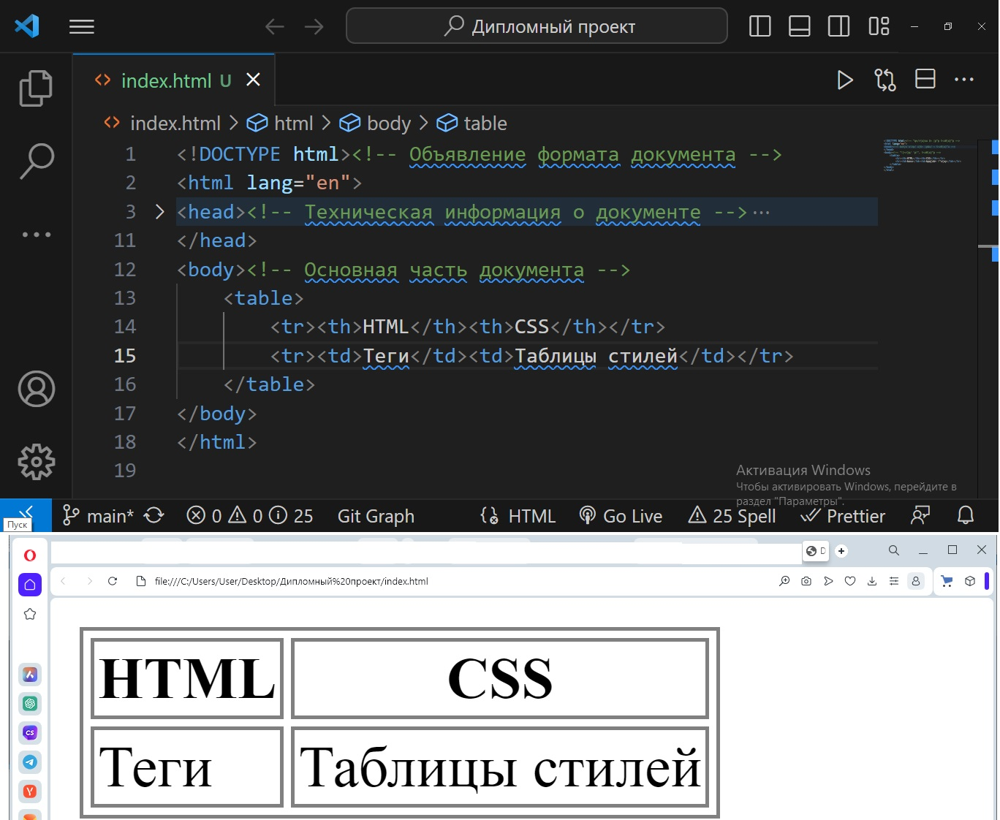 Дипломный проект
index.html U
index.html > html > body > table
1 <!DOCTYPE html><!-- Объявление формата документа -->
2 <html lang="en">
3 <head><!-- Техническая информация о документе -->···
11 </head>
12 <body><!-- Основная часть документа -->
13 <table>
14 <tr><th>HTML</th><th>CSS</th></tr>
15 <tr><td>Теги</td><td>Таблицы стилей</td></tr>
16 </table>
17 </body>
18 </html>
19
Активация Windows
Чтобы активировать Windows, перейдите в
раздел "Параметры".
main* 0 0 25 Git Graph HTML Go Live 25 Spell Prettier
Пуск
D
file:///C:/Users/User/Desktop/Дипломный%20проект/index.html
CS
HTML CSS
Теги Таблицы стилей